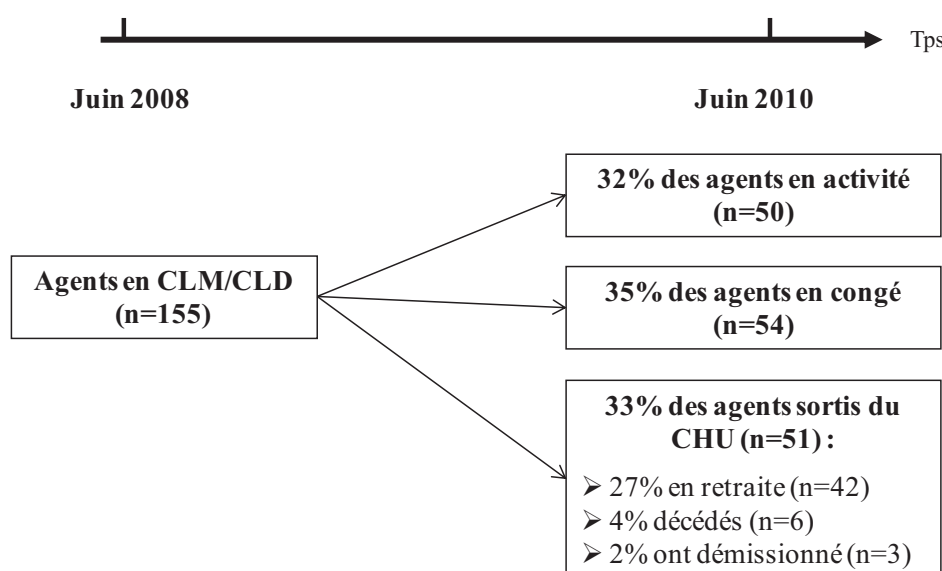 Tps
Juin 2008
Juin 2010
32% des agents en activité
(n=50)
Agents en CLM/CLD
(n=155)
35% des agents en congé
(n=54)
33% des agents sortis du
CHU (n=51) :
➢ 27% en retraite (n=42)
➢ 4% décédés (n=6)
➢ 2% ont démissionné (n=3)